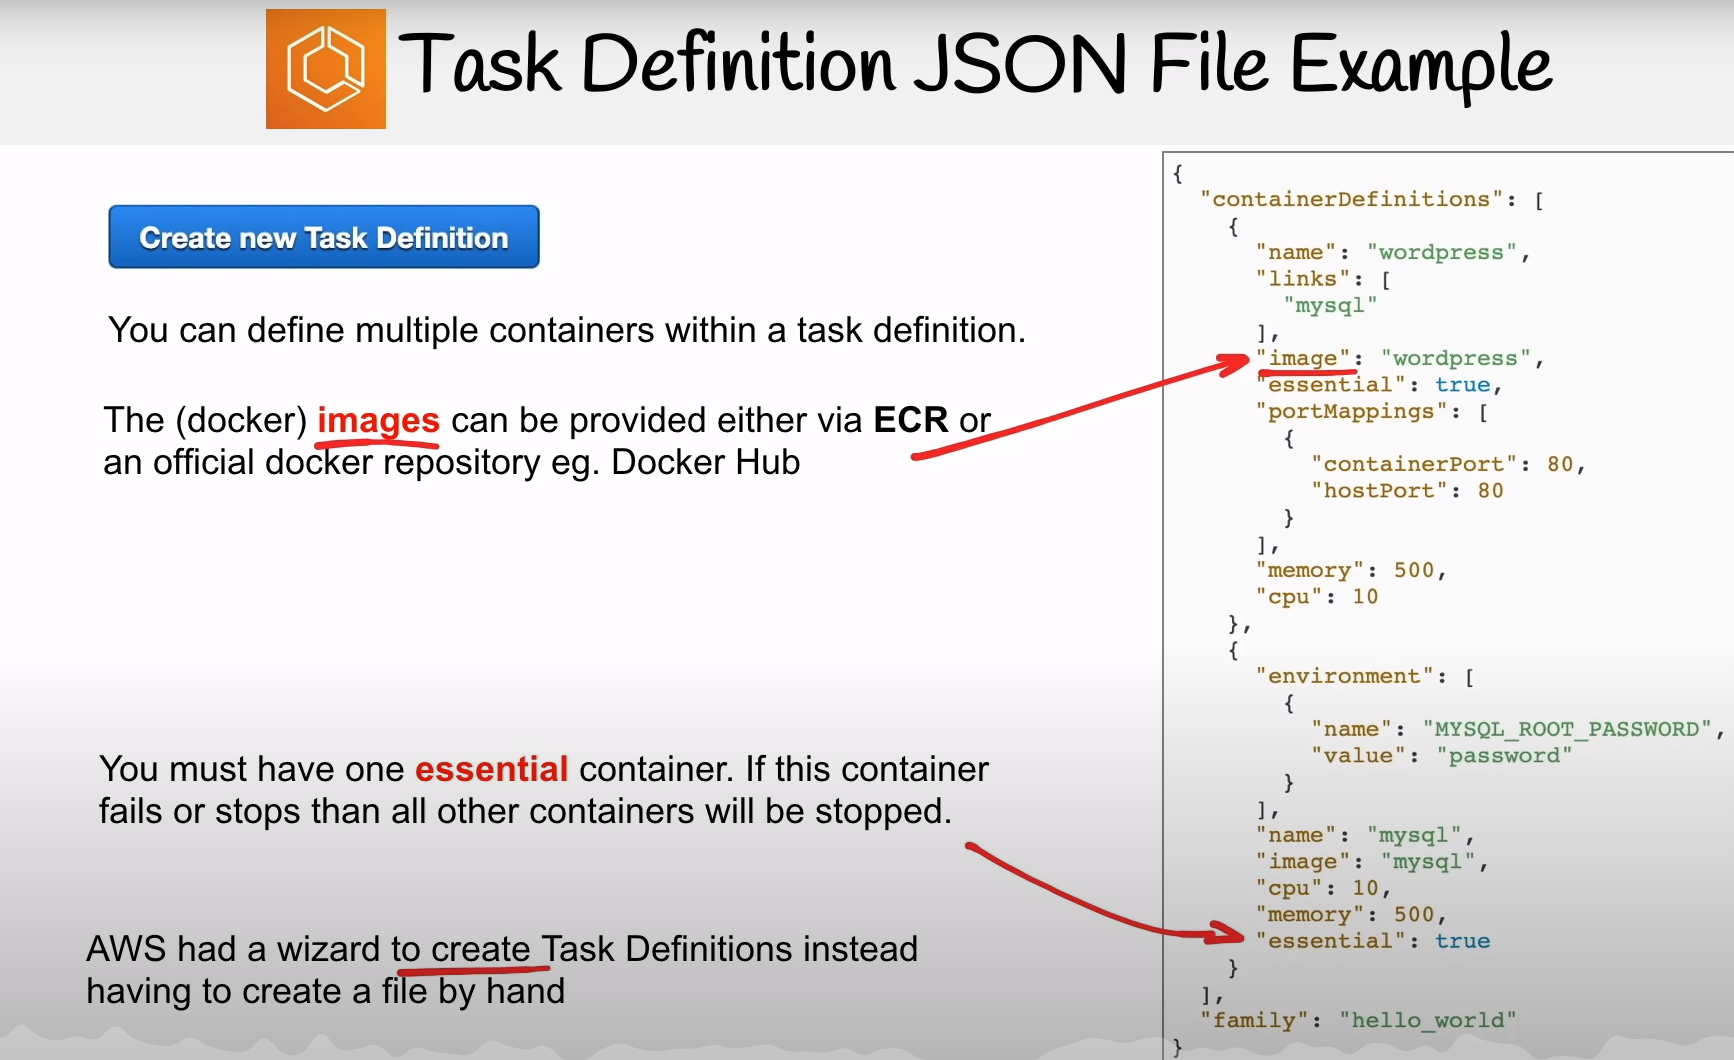 Task Definition JSON File Example
Create new Task Definition
You can define multiple containers within a task definition.
The (docker) images can be provided either via ECR or
an official docker repository eg. Docker Hub
You must have one essential container. If this container
fails or stops than all other containers will be stopped.
AWS had a wizard to create Task Definitions instead
having to create a file by hand
{
  "containerDefinitions": [
    {
      "name": "wordpress",
      "links": [
        "mysql"
      ],
      "image": "wordpress",
      "essential": true,
      "portMappings": [
        {
          "containerPort": 80,
          "hostPort": 80
        }
      ],
      "memory": 500,
      "cpu": 10
    },
    {
      "environment": [
        {
          "name": "MYSQL_ROOT_PASSWORD",
          "value": "password"
        }
      ],
      "name": "mysql",
      "image": "mysql",
      "cpu": 10,
      "memory": 500,
      "essential": true
    }
  ],
  "family": "hello_world"
}